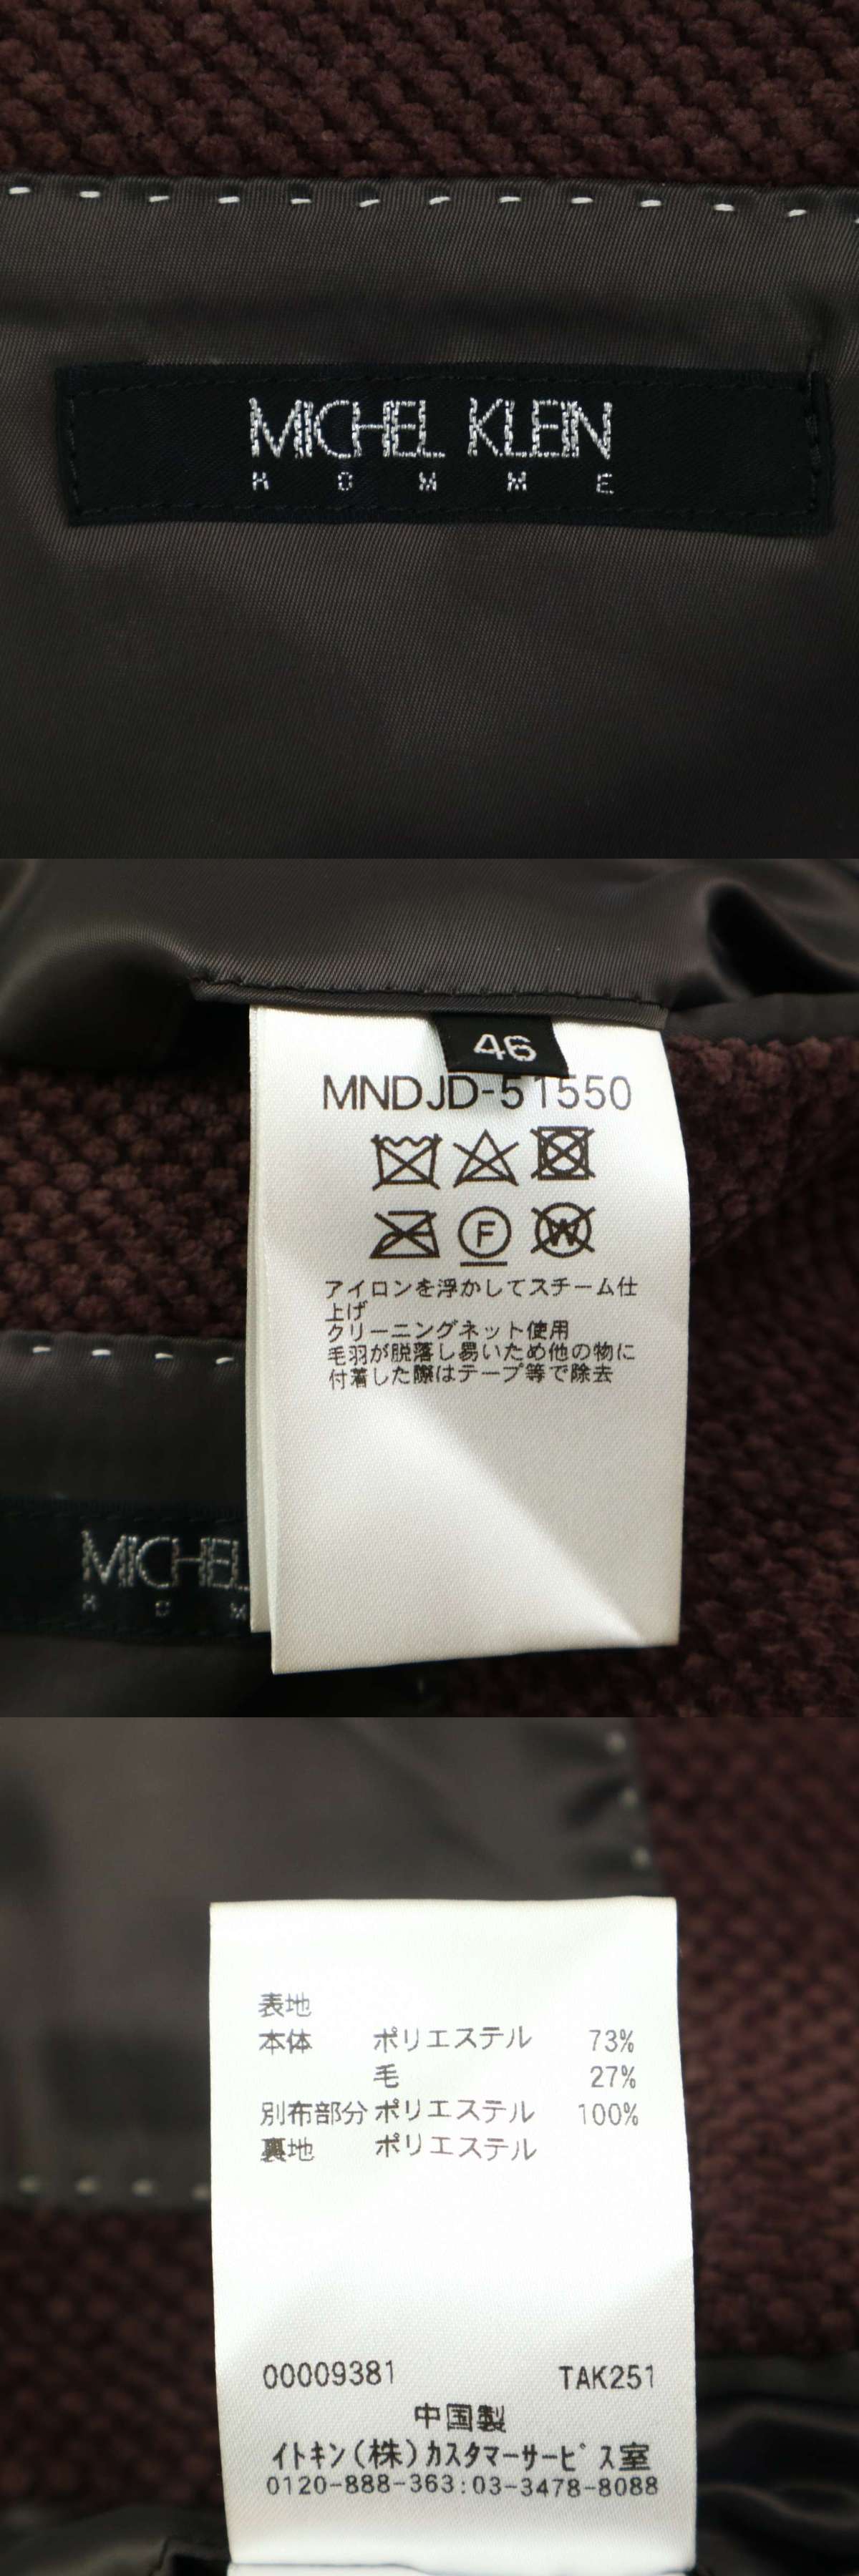 MICHEL KLEIN
HOMME
46
MNDJD-51550
F
W
アイロンを浮かしてスチーム仕
上げ
クリーニングネット使用
毛羽が脱落し易いため他の物に
付着した際はテープ等で除去
MICHEL
HOM
表地
本体 ポリエステル 73%
毛 27%
別布部分 ポリエステル 100%
裏地 ポリエステル
00009381 TAK251
中国製
イトキン(株)カスタマーサービス室
0120-888-363:03-3478-8088